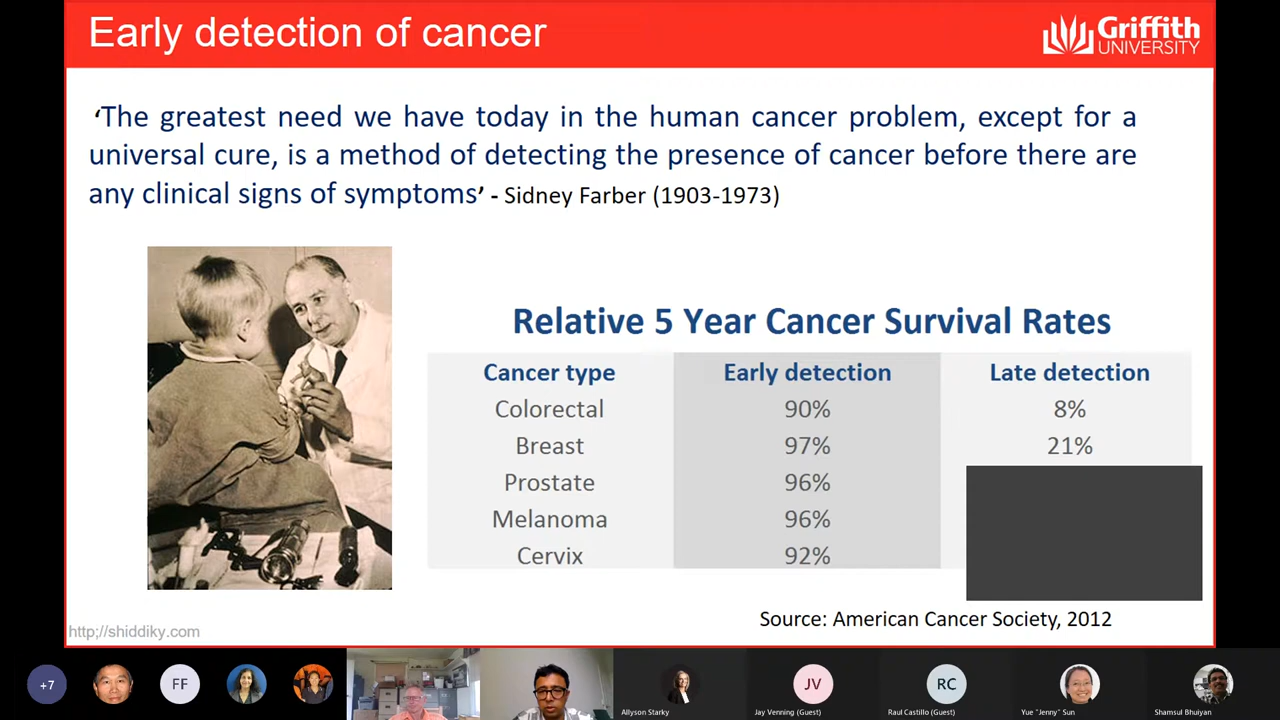 Early detection of cancer
Griffith
UNIVERSITY
‘The greatest need we have today in the human cancer problem, except for a
universal cure, is a method of detecting the presence of cancer before there are
any clinical signs of symptoms’ - Sidney Farber (1903-1973)
Relative 5 Year Cancer Survival Rates
Cancer type Early detection Late detection
Colorectal 90% 8%
Breast 97% 21%
Prostate 96%
Melanoma 96%
Cervix 92%
Source: American Cancer Society, 2012
http;//shiddiky.com
+7 FF JV RC
Allyson Starky Jay Venning (Guest) Raul Castillo (Guest) Yue "Jenny" Sun Shamsul Bhuiyan